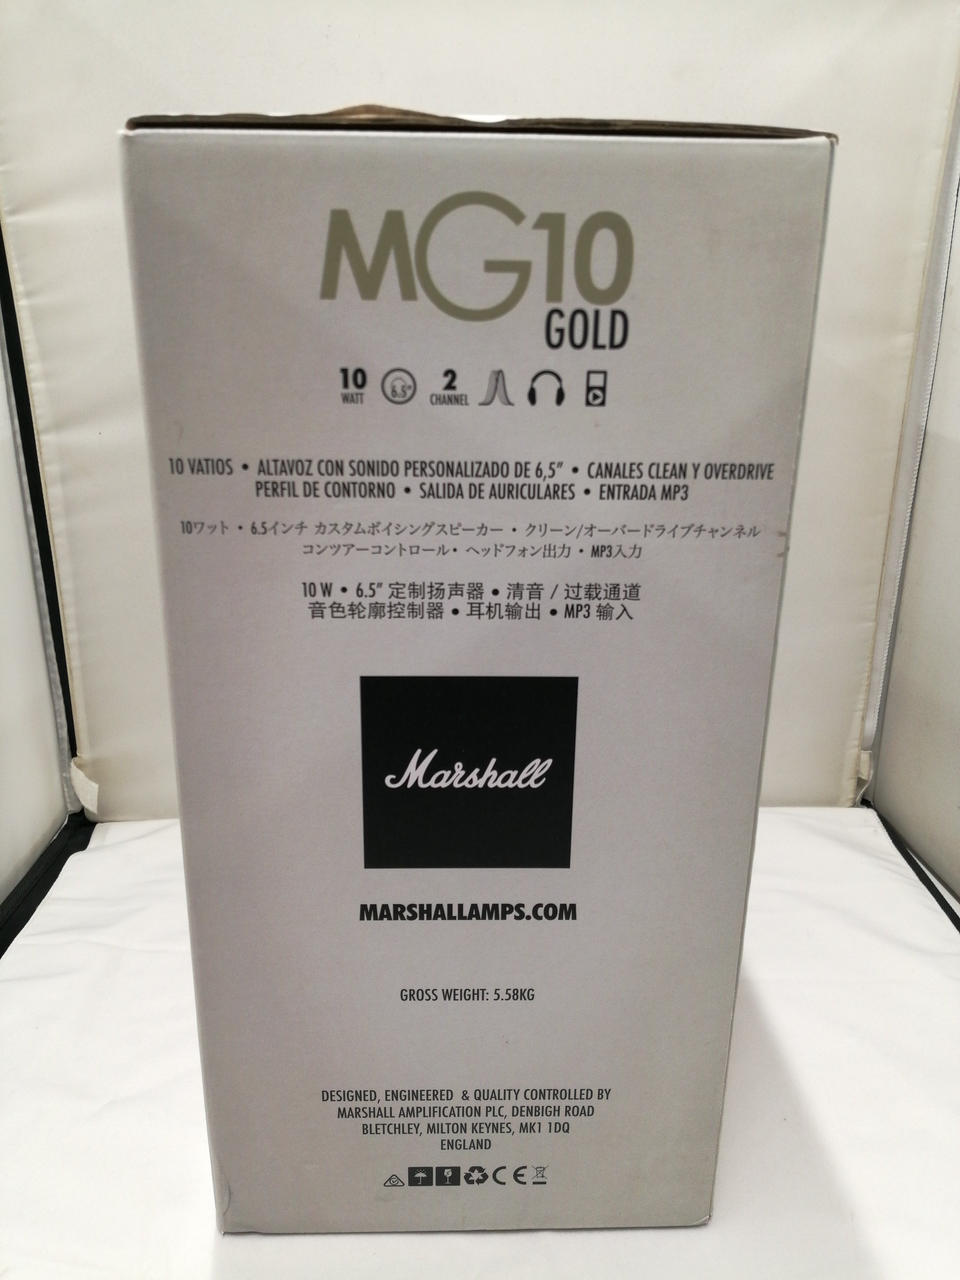 MG10
GOLD
10 WATT 6.5" 2 CHANNEL
10 VATIOS • ALTAVOZ CON SONIDO PERSONALIZADO DE 6,5" • CANALES CLEAN Y OVERDRIVE
PERFIL DE CONTORNO • SALIDA DE AURICULARES • ENTRADA MP3
10ワット・6.5インチ カスタムボイシングスピーカー・クリーン/オーバードライブチャンネル
コンツアーコントロール・ヘッドフォン出力・MP3入力
10 W • 6.5" 定制扬声器 • 清音 / 过载通道
音色轮廓控制器 • 耳机输出 • MP3 输入
Marshall
MARSHALLAMPS.COM
GROSS WEIGHT: 5.58KG
DESIGNED, ENGINEERED & QUALITY CONTROLLED BY
MARSHALL AMPLIFICATION PLC, DENBIGH ROAD
BLETCHLEY, MILTON KEYNES, MK1 1DQ
ENGLAND
CE